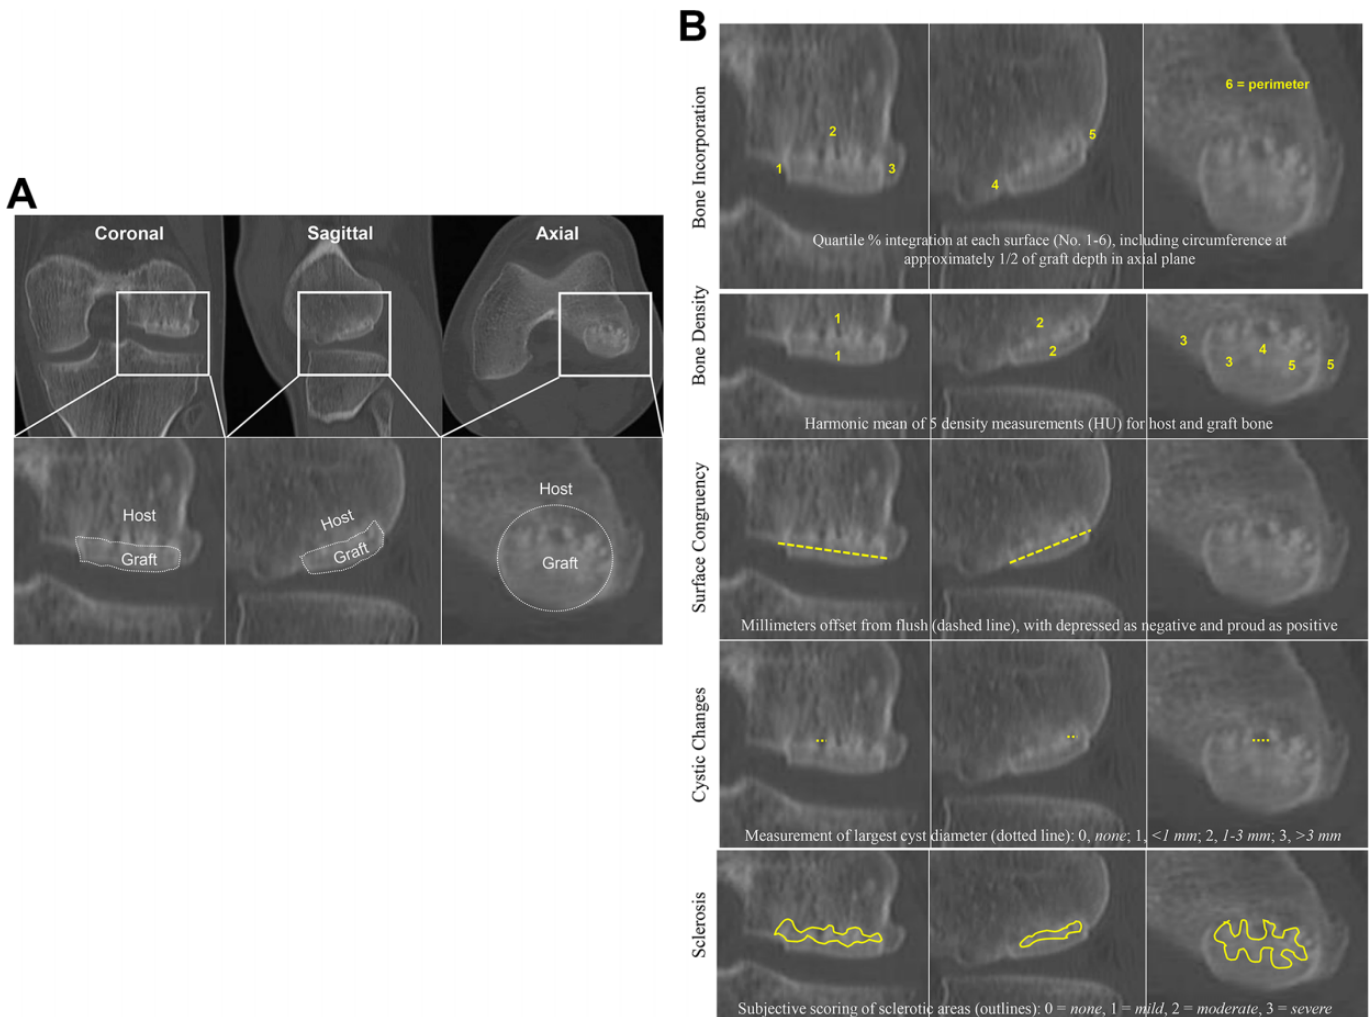 A
Coronal
Sagittal
Axial
Host
Graft
Host
Graft
Host
Graft
B
Bone Incorporation
1
2
3
4
5
6 = perimeter
Quartile % integration at each surface (No. 1-6), including circumference at
approximately 1/2 of graft depth in axial plane
Bone Density
1
1
2
2
3
3
4
5
5
Harmonic mean of 5 density measurements (HU) for host and graft bone
Surface Congruency
Millimeters offset from flush (dashed line), with depressed as negative and proud as positive
Cystic Changes
Measurement of largest cyst diameter (dotted line): 0, none; 1, <1 mm; 2, 1-3 mm; 3, >3 mm
Sclerosis
Subjective scoring of sclerotic areas (outlines): 0 = none, 1 = mild, 2 = moderate, 3 = severe